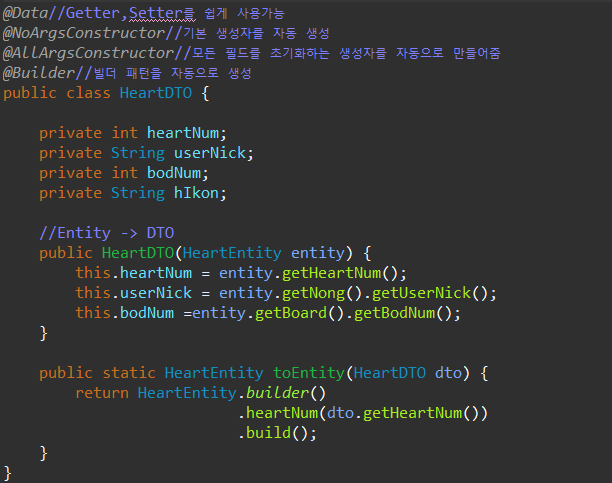 @Data//Getter,Setter를 쉽게 사용가능
@NoArgsConstructor//기본 생성자를 자동 생성
@AllArgsConstructor//모든 필드를 초기화하는 생성자를 자동으로 만들어줌
@Builder//빌더 패턴을 자동으로 생성
public class HeartDTO {

    private int heartNum;
    private String userNick;
    private int bodNum;
    private String hIkon;

    //Entity -> DTO
    public HeartDTO(HeartEntity entity) {
        this.heartNum = entity.getHeartNum();
        this.userNick = entity.getNong().getUserNick();
        this.bodNum =entity.getBoard().getBodNum();
    }

    public static HeartEntity toEntity(HeartDTO dto) {
        return HeartEntity.builder()
                          .heartNum(dto.getHeartNum())
                          .build();
    }
}